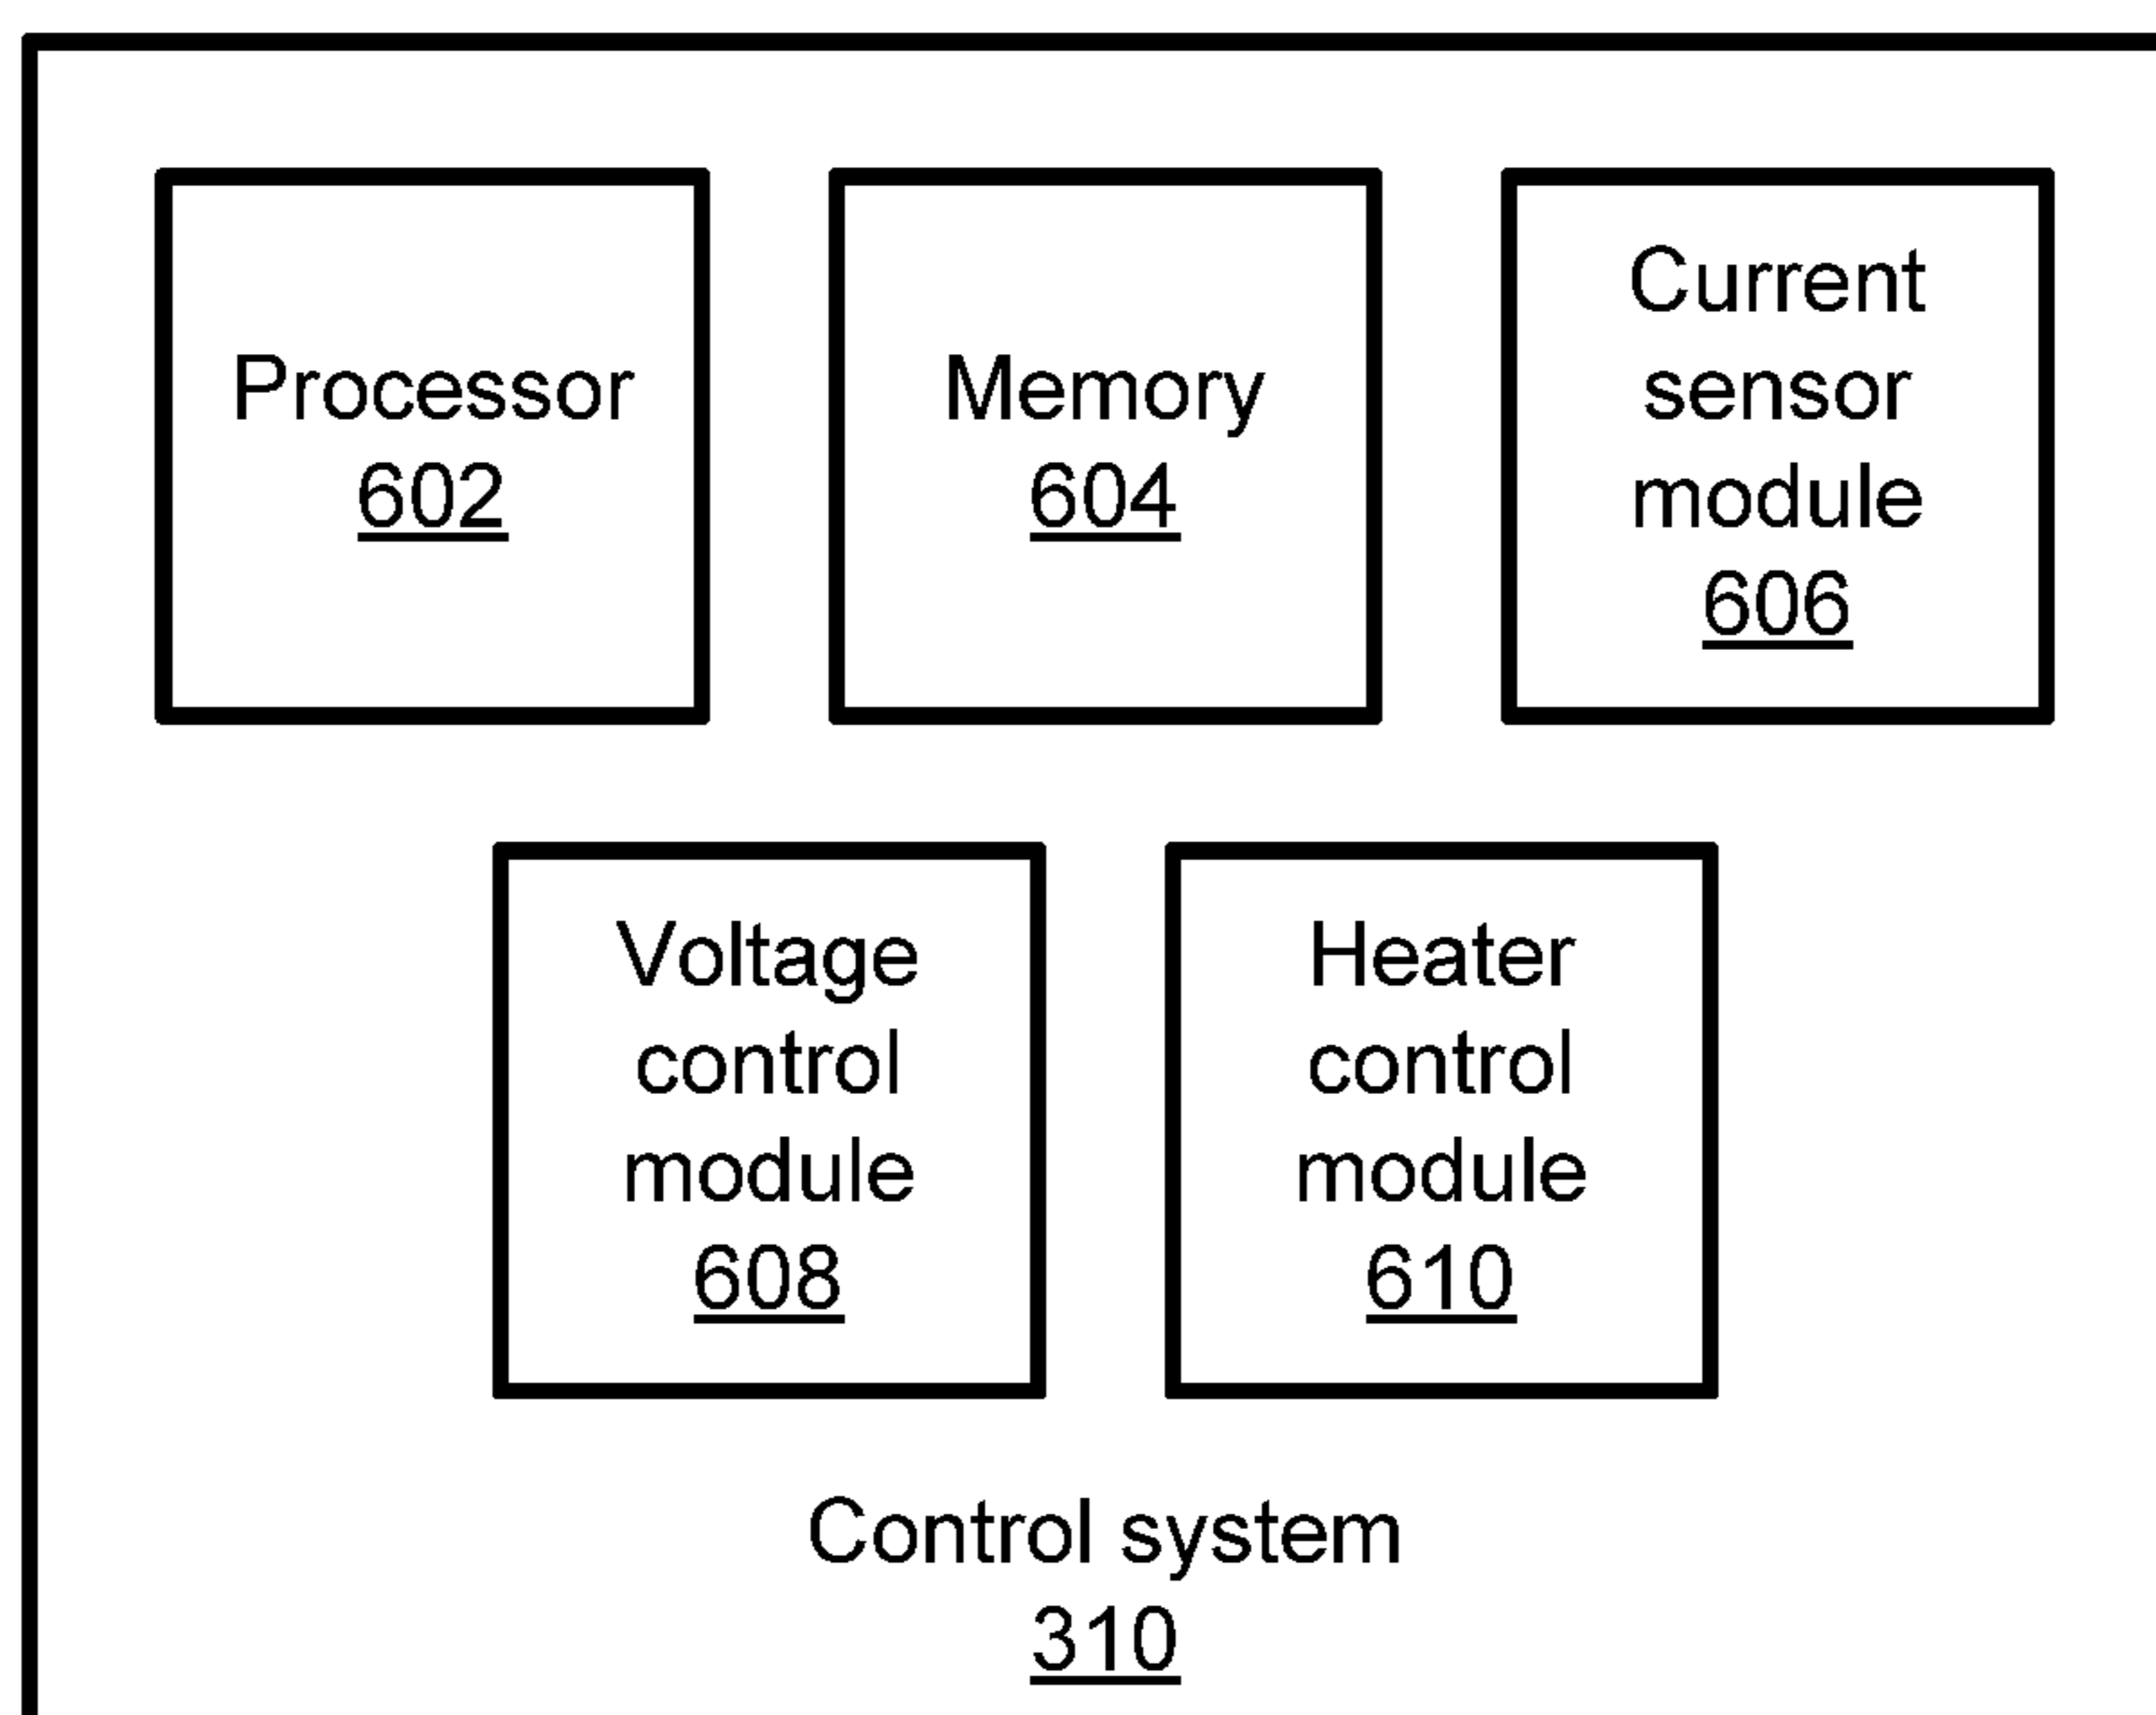 Processor
602
Memory
604
Current
sensor
module
606
Voltage
control
module
608
Heater
control
module
610
Control system
310